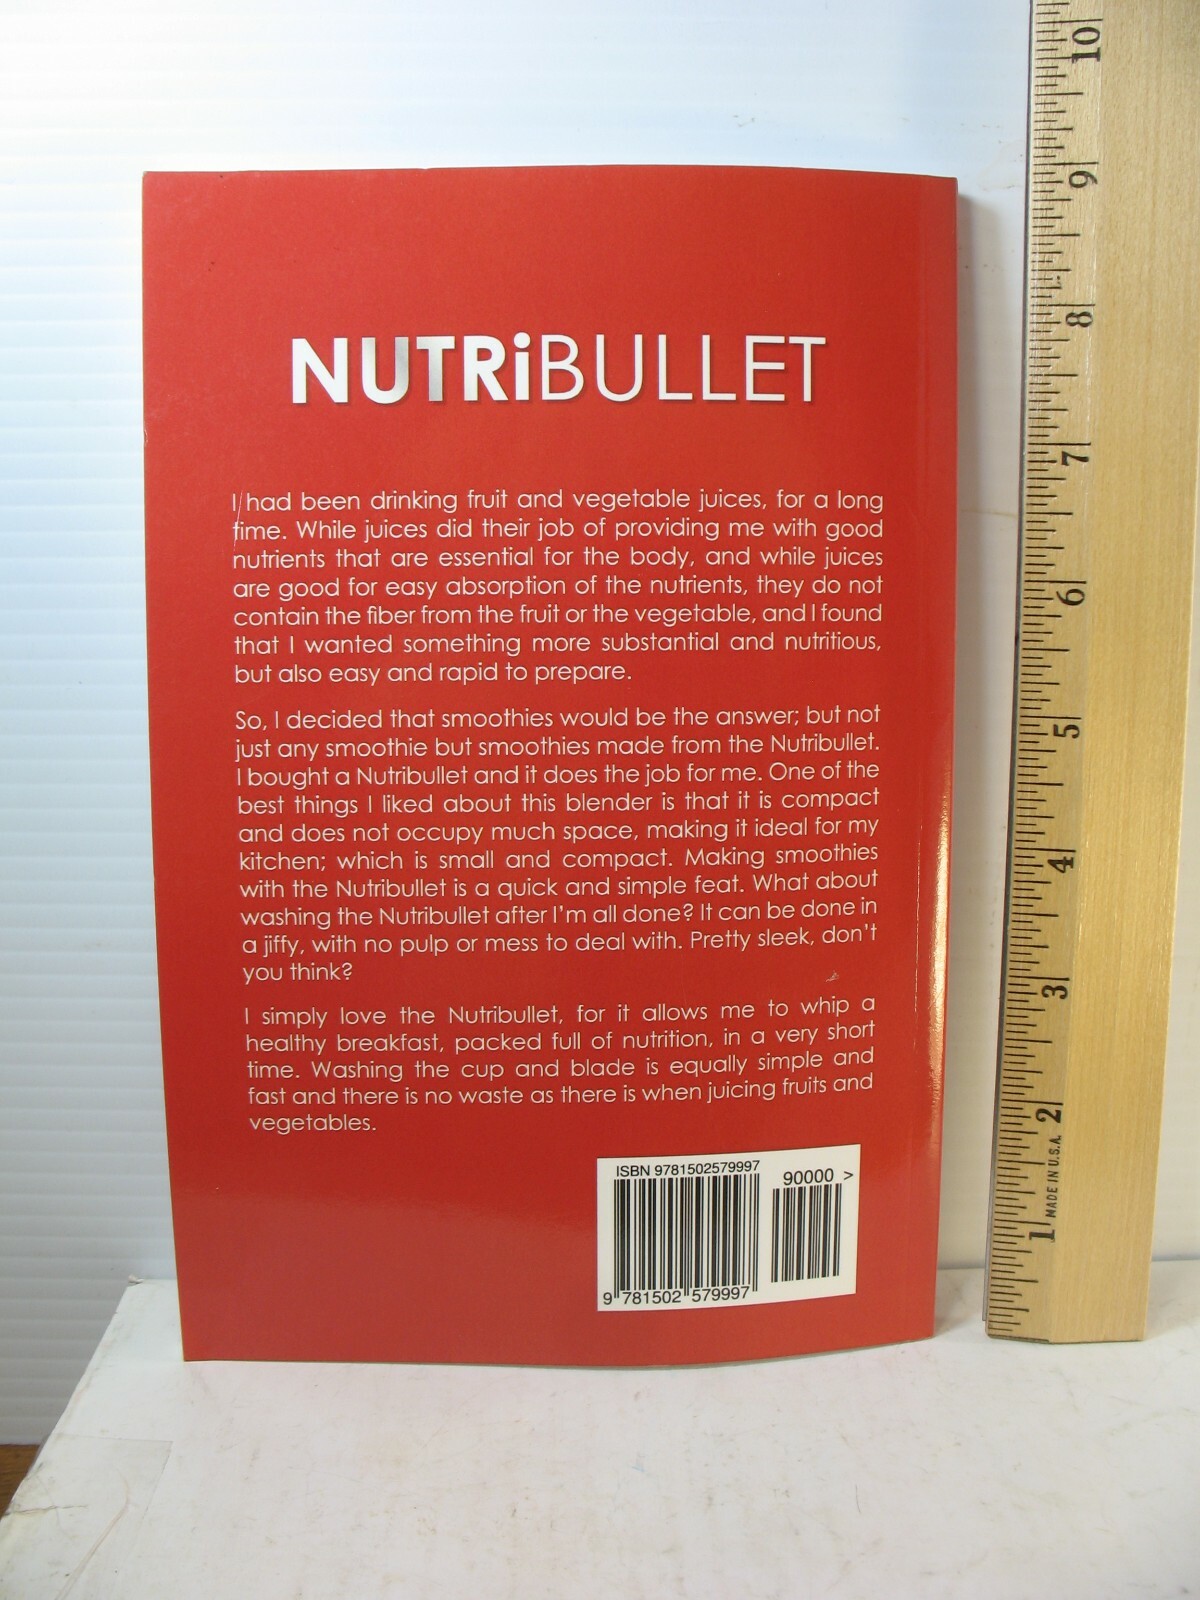 NUTRiBULLET
I had been drinking fruit and vegetable juices, for a long
time. While juices did their job of providing me with good
nutrients that are essential for the body, and while juices
are good for easy absorption of the nutrients, they do not
contain the fiber from the fruit or the vegetable, and I found
that I wanted something more substantial and nutritious,
but also easy and rapid to prepare.
So, I decided that smoothies would be the answer; but not
just any smoothie but smoothies made from the Nutribullet.
I bought a Nutribullet and it does the job for me. One of the
best things I liked about this blender is that it is compact
and does not occupy much space, making it ideal for my
kitchen; which is small and compact. Making smoothies
with the Nutribullet is a quick and simple feat. What about
washing the Nutribullet after I'm all done? It can be done in
a jiffy, with no pulp or mess to deal with. Pretty sleek, don't
you think?
I simply love the Nutribullet, for it allows me to whip a
healthy breakfast, packed full of nutrition, in a very short
time. Washing the cup and blade is equally simple and
fast and there is no waste as there is when juicing fruits and
vegetables.
ISBN 9781502579997
90000 >
9 781502 579997
10
9
8
7
6
5
4
3
2
MADE IN U.S.A.
1